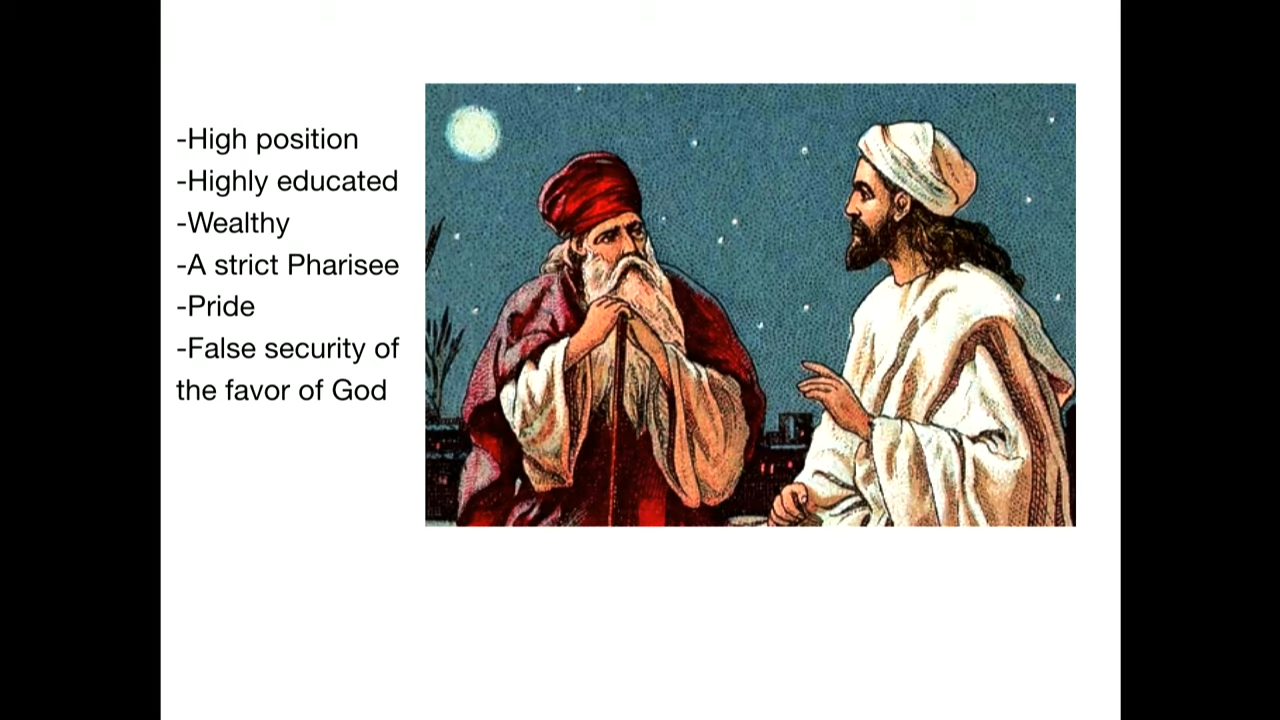 -High position
-Highly educated
-Wealthy
-A strict Pharisee
-Pride
-False security of
the favor of God